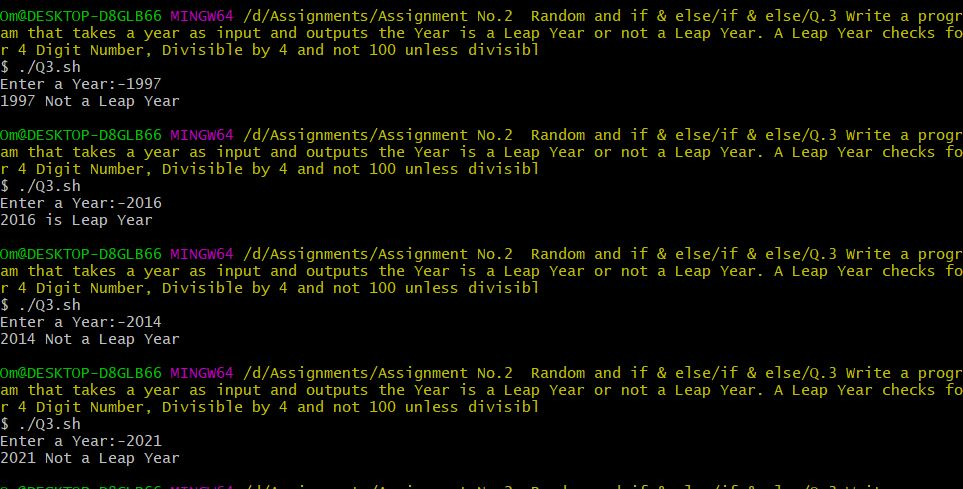 Om@DESKTOP-D8GLB66 MINGW64 /d/Assignments/Assignment No.2  Random and if & else/if & else/Q.3 Write a progr
am that takes a year as input and outputs the Year is a Leap Year or not a Leap Year. A Leap Year checks fo
r 4 Digit Number, Divisible by 4 and not 100 unless divisibl
$ ./Q3.sh
Enter a Year:-1997
1997 Not a Leap Year
Om@DESKTOP-D8GLB66 MINGW64 /d/Assignments/Assignment No.2  Random and if & else/if & else/Q.3 Write a progr
am that takes a year as input and outputs the Year is a Leap Year or not a Leap Year. A Leap Year checks fo
r 4 Digit Number, Divisible by 4 and not 100 unless divisibl
$ ./Q3.sh
Enter a Year:-2016
2016 is Leap Year
Om@DESKTOP-D8GLB66 MINGW64 /d/Assignments/Assignment No.2  Random and if & else/if & else/Q.3 Write a progr
am that takes a year as input and outputs the Year is a Leap Year or not a Leap Year. A Leap Year checks fo
r 4 Digit Number, Divisible by 4 and not 100 unless divisibl
$ ./Q3.sh
Enter a Year:-2014
2014 Not a Leap Year
Om@DESKTOP-D8GLB66 MINGW64 /d/Assignments/Assignment No.2  Random and if & else/if & else/Q.3 Write a progr
am that takes a year as input and outputs the Year is a Leap Year or not a Leap Year. A Leap Year checks fo
r 4 Digit Number, Divisible by 4 and not 100 unless divisibl
$ ./Q3.sh
Enter a Year:-2021
2021 Not a Leap Year